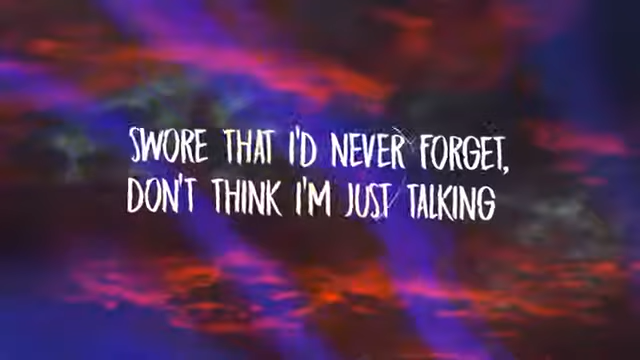 SWORE THAT I'D NEVER FORGET,
DON'T THINK I'M JUST TALKING